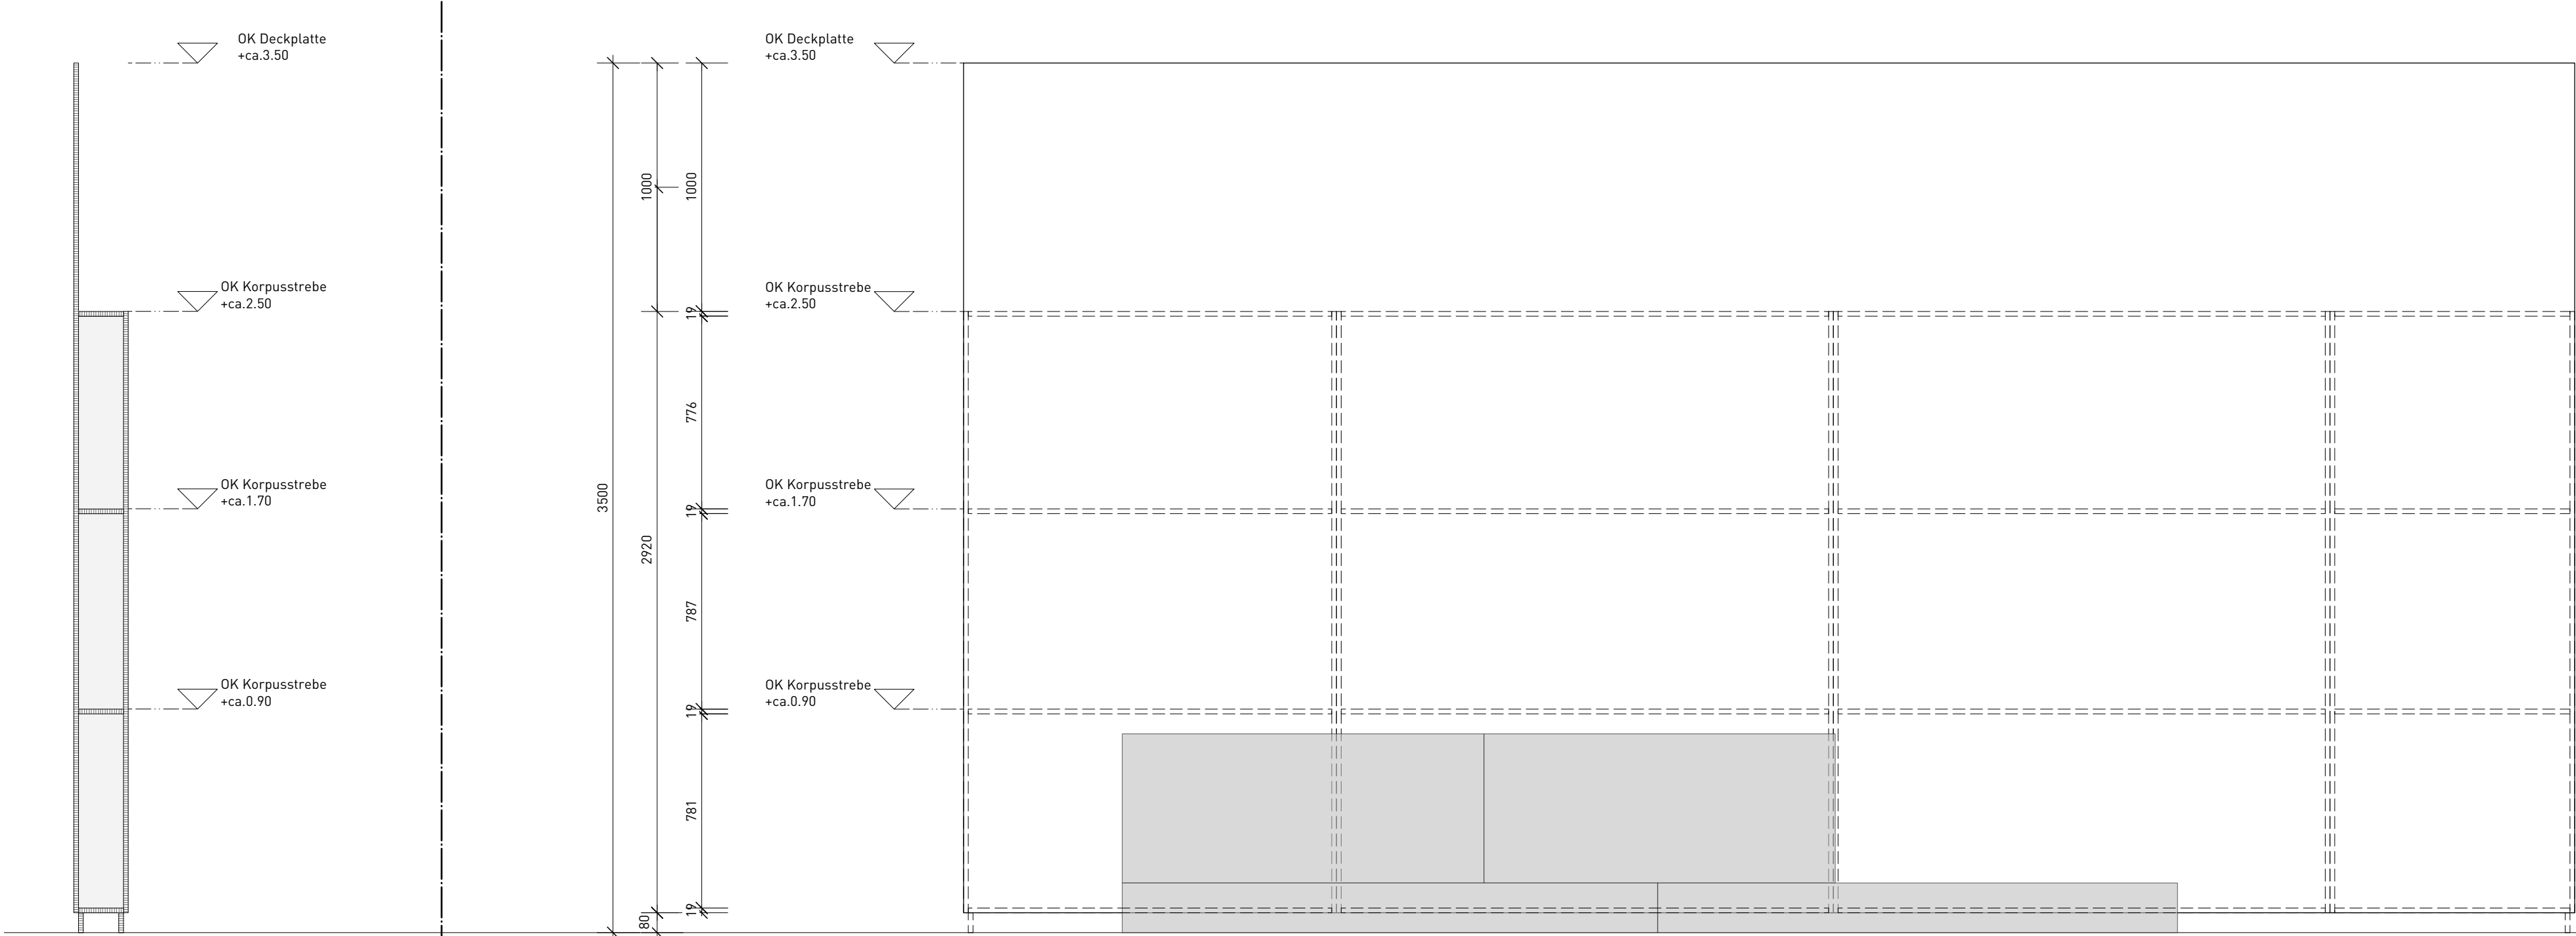 OK Deckplatte
+ca.3.50
OK Korpusstrebe
+ca.2.50
OK Korpusstrebe
+ca.1.70
OK Korpusstrebe
+ca.0.90
3500
1000
2920
80
1000
19
776
19
787
19
781
19
OK Deckplatte
+ca.3.50
OK Korpusstrebe
+ca.2.50
OK Korpusstrebe
+ca.1.70
OK Korpusstrebe
+ca.0.90